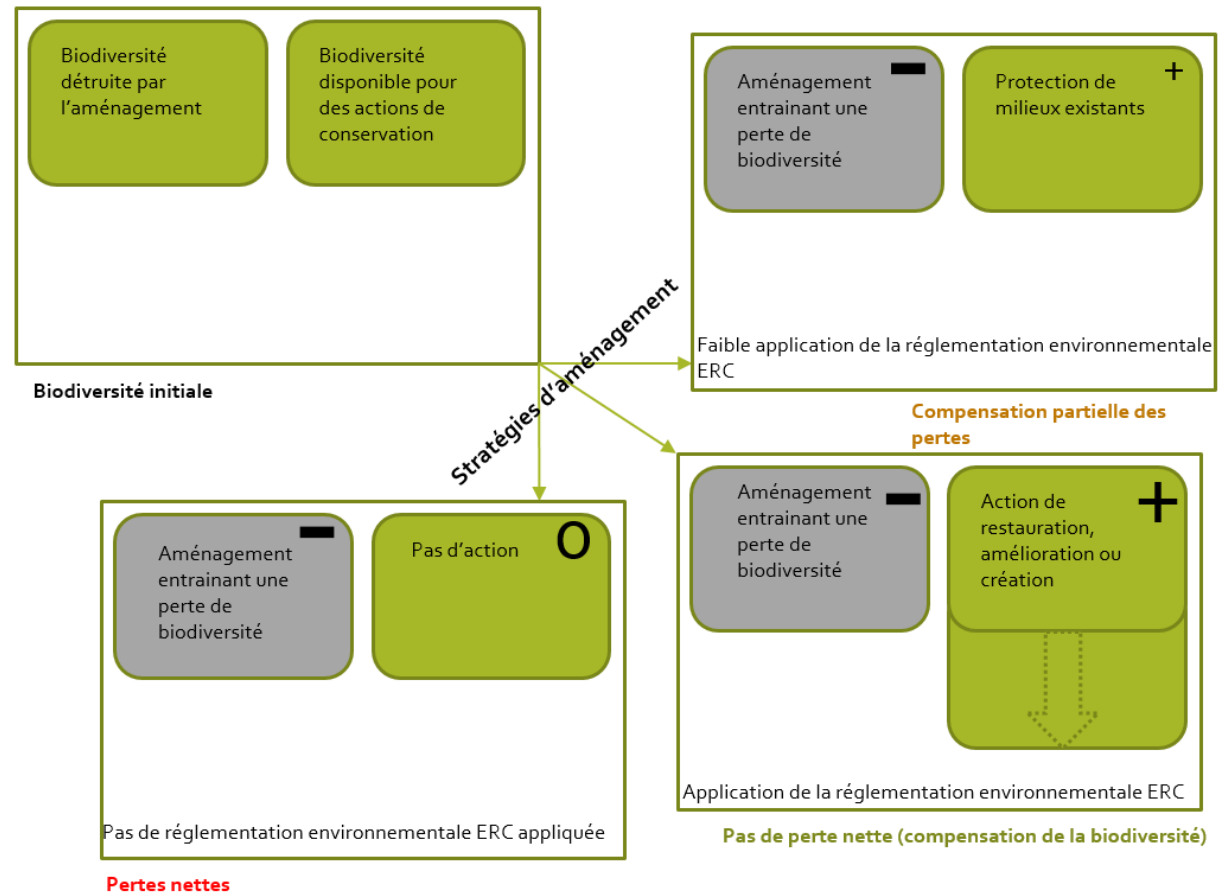 Biodiversité
détruite par
l'aménagement
Biodiversité
disponible pour
des actions de
conservation
Biodiversité initiale
Stratégies d'aménagement
Aménagement
entrainant une
perte de
biodiversité
–
Protection de
milieux existants
+
Faible application de la réglementation environnementale
ERC
Compensation partielle des
pertes
Aménagement
entrainant une
perte de
biodiversité
–
Pas d'action
O
Pas de réglementation environnementale ERC appliquée
Pertes nettes
Aménagement
entrainant une
perte de
biodiversité
–
Action de
restauration,
amélioration ou
création
+
Application de la réglementation environnementale ERC
Pas de perte nette (compensation de la biodiversité)